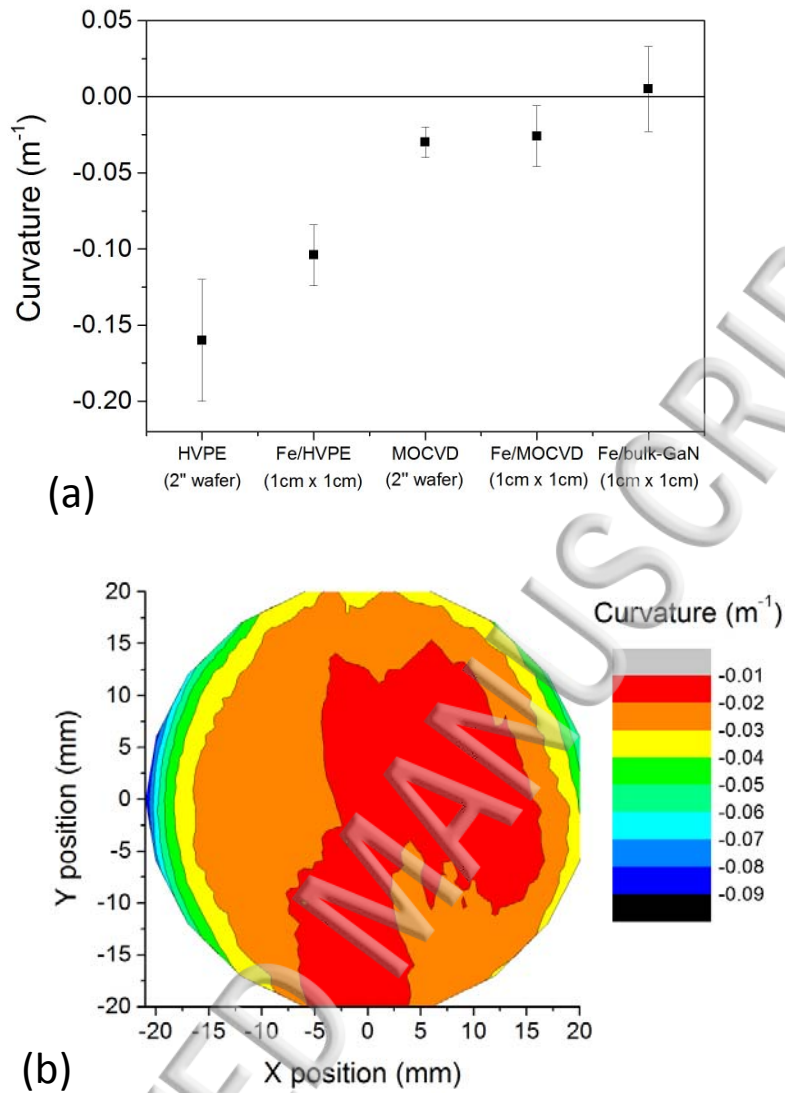 0.05
0.00
-0.05
-0.10
-0.15
-0.20
Curvature (m⁻¹)
HVPE Fe/HVPE MOCVD Fe/MOCVD Fe/bulk-GaN
(2" wafer) (1cm x 1cm) (2" wafer) (1cm x 1cm) (1cm x 1cm)
(a)
20
15
10
5
0
-5
-10
-15
-20
Y position (mm)
-20 -15 -10 -5 0 5 10 15 20
X position (mm)
Curvature (m⁻¹)
-0.01
-0.02
-0.03
-0.04
-0.05
-0.06
-0.07
-0.08
-0.09
(b)
ED MANUSCRIP